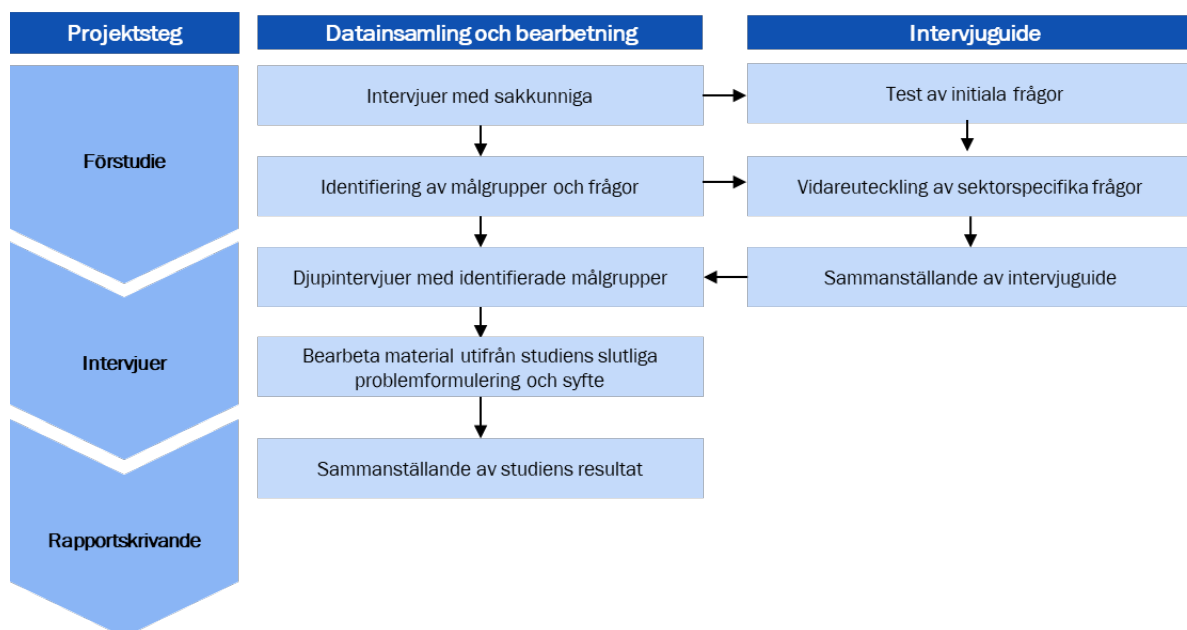 Projektsteg
Datainsamling och bearbetning
Intervjuguide
Förstudie
Intervjuer med sakkunniga
Test av initiala frågor
Identifiering av målgrupper och frågor
Vidareuteckling av sektorspecifika frågor
Djupintervjuer med identifierade målgrupper
Sammanställande av intervjuguide
Intervjuer
Bearbeta material utifrån studiens slutliga
problemformulering och syfte
Sammanställande av studiens resultat
Rapportskrivande